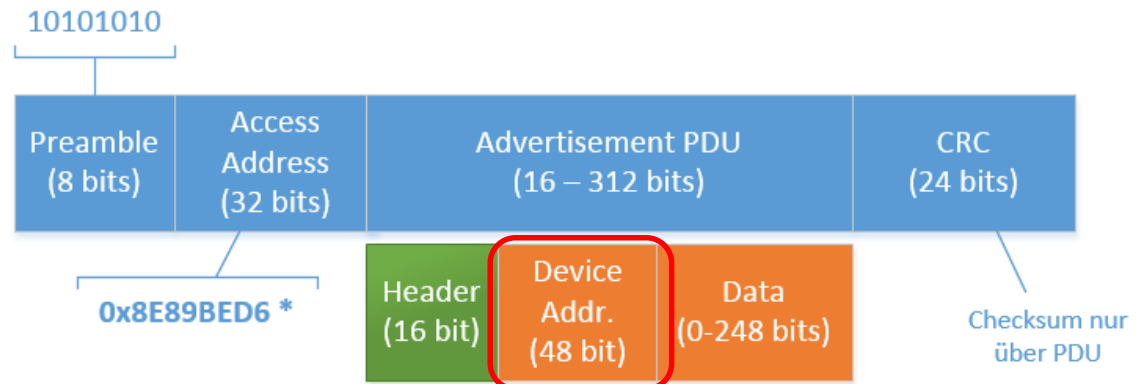 10101010
Preamble
(8 bits)
Access
Address
(32 bits)
Advertisement PDU
(16 – 312 bits)
CRC
(24 bits)
0x8E89BED6 *
Header
(16 bit)
Device
Addr.
(48 bit)
Data
(0-248 bits)
Checksum nur
über PDU